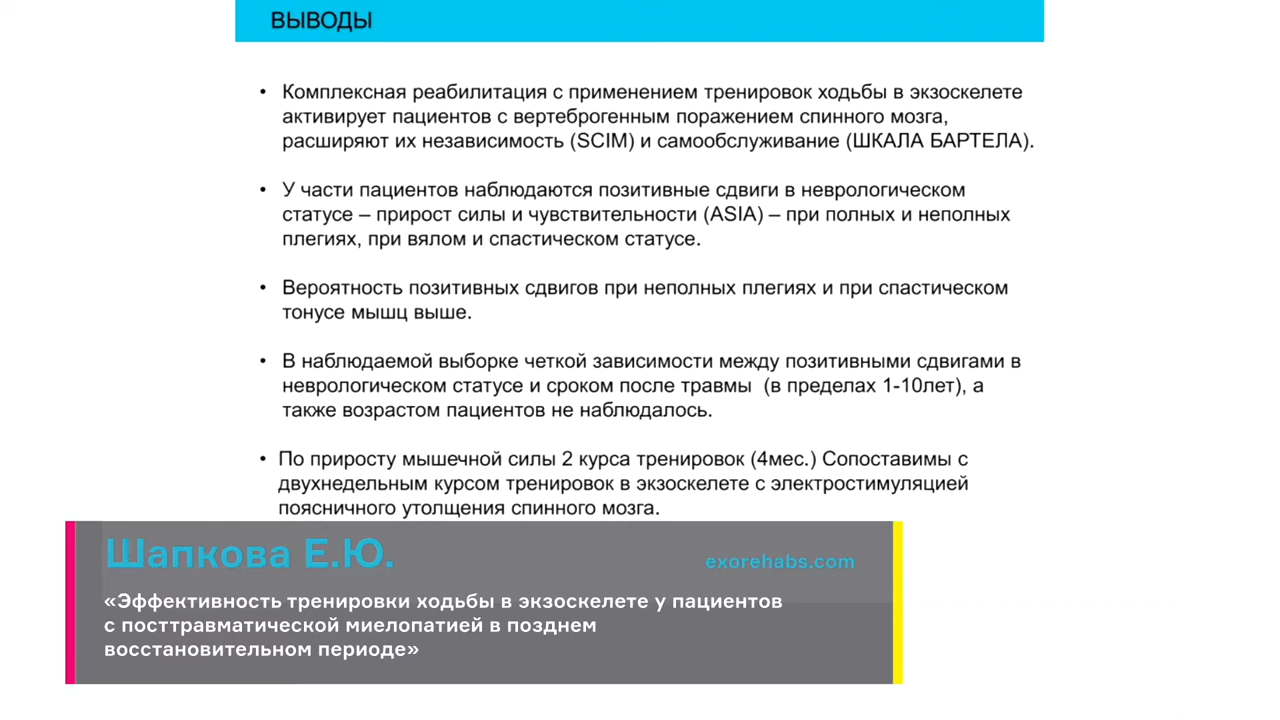 ВЫВОДЫ
• Комплексная реабилитация с применением тренировок ходьбы в экзоскелете
активирует пациентов с вертеброгенным поражением спинного мозга,
расширяют их независимость (SCIM) и самообслуживание (ШКАЛА БАРТЕЛА).
• У части пациентов наблюдаются позитивные сдвиги в неврологическом
статусе – прирост силы и чувствительности (ASIA) – при полных и неполных
плегиях, при вялом и спастическом статусе.
• Вероятность позитивных сдвигов при неполных плегиях и при спастическом
тонусе мышц выше.
• В наблюдаемой выборке четкой зависимости между позитивными сдвигами в
неврологическом статусе и сроком после травмы (в пределах 1-10лет), а
также возрастом пациентов не наблюдалось.
• По приросту мышечной силы 2 курса тренировок (4мес.) Сопоставимы с
двухнедельным курсом тренировок в экзоскелете с электростимуляцией
поясничного утолщения спинного мозга.
Шапкова Е.Ю.
exorehabs.com
«Эффективность тренировки ходьбы в экзоскелете у пациентов
с посттравматической миелопатией в позднем
восстановительном периоде»